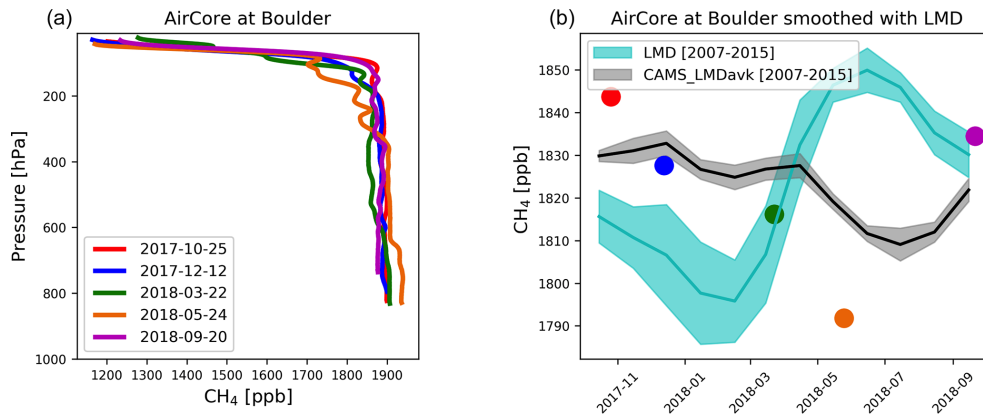 (a) AirCore at Boulder
200
400
600
800
1000
Pressure [hPa]
2017-10-25
2017-12-12
2018-03-22
2018-05-24
2018-09-20
1200 1300 1400 1500 1600 1700 1800 1900
CH₄ [ppb]
(b) AirCore at Boulder smoothed with LMD
LMD [2007-2015]
CAMS_LMDavk [2007-2015]
1850
1840
1830
1820
1810
1800
1790
CH₄ [ppb]
2017-11 2018-01 2018-03 2018-05 2018-07 2018-09